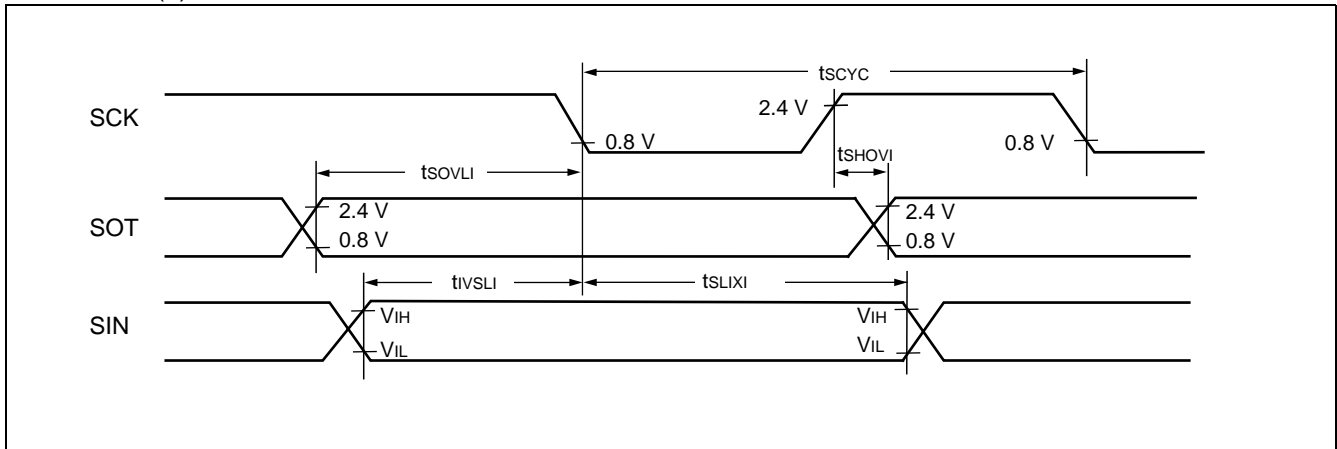 tSCYC
SCK
2.4 V
0.8 V
0.8 V
tSHOVI
tSOVLI
SOT
2.4 V
0.8 V
2.4 V
0.8 V
tIVSLI
tSLIXI
SIN
VIH
VIL
VIH
VIL